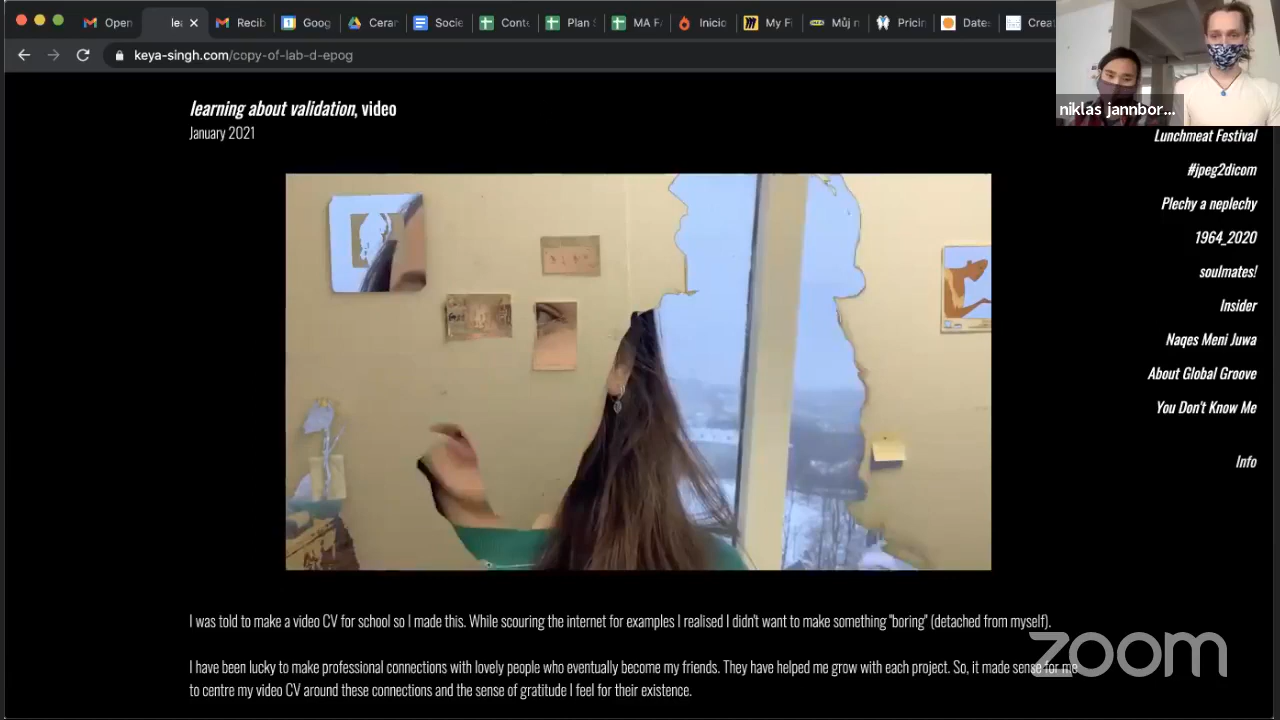 Open
lea
Recib
Goog
Ceran
Socie
Conte
Plan S
MA FA
Inicio
My Fi
Můj n
Pricin
Dates
Creat
keya-singh.com/copy-of-lab-d-epog
niklas jannbor...
learning about validation, video
January 2021
Lunchmeat Festival
#jpeg2dicom
Plechy a neplechy
1964_2020
soulmates!
Insider
Naqes Meni Juwa
About Global Groove
You Don't Know Me
Info
I was told to make a video CV for school so I made this. While scouring the internet for examples I realised I didn't want to make something "boring" (detached from myself).
I have been lucky to make professional connections with lovely people who eventually become my friends. They have helped me grow with each project. So, it made sense for me
to centre my video CV around these connections and the sense of gratitude I feel for their existence.
zoom